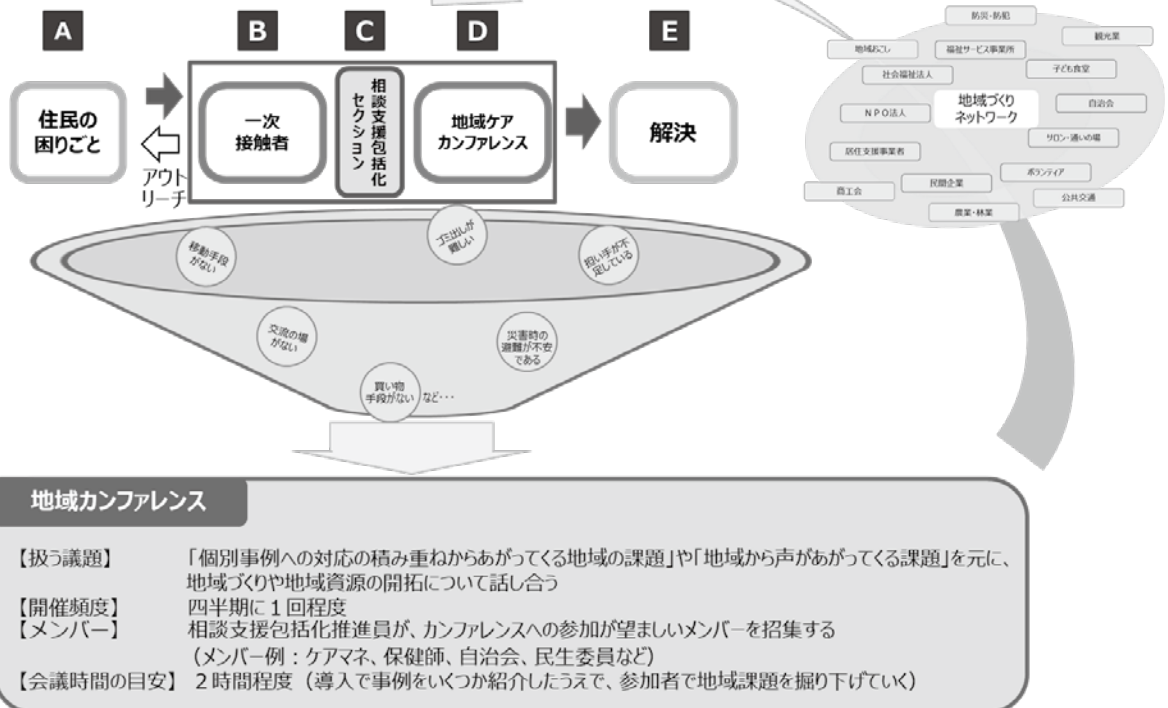 A
B
C
D
E
住民の
困りごと
アウト
リーチ
一次
接触者
相談支援包括化
セクション
地域ケア
カンファレンス
解決
防災・防犯
観光業
地域おこし
福祉サービス事業所
社会福祉法人
子ども食堂
NPO法人
地域づくり
ネットワーク
自治会
サロン・通いの場
居住支援事業者
ボランティア
商工会
民間企業
公共交通
農業・林業
移動手段
がない
ゴミ出しが
難しい
担い手が不
足している
交流の場
がない
災害時の
避難が不安
である
買い物
手段がない
など・・・
地域カンファレンス
【扱う議題】 「個別事例への対応の積み重ねからあがってくる地域の課題」や「地域から声があがってくる課題」を元に、
地域づくりや地域資源の開拓について話し合う
【開催頻度】 四半期に1回程度
【メンバー】 相談支援包括化推進員が、カンファレンスへの参加が望ましいメンバーを招集する
(メンバー例:ケアマネ、保健師、自治会、民生委員など)
【会議時間の目安】 2時間程度(導入で事例をいくつか紹介したうえで、参加者で地域課題を掘り下げていく)